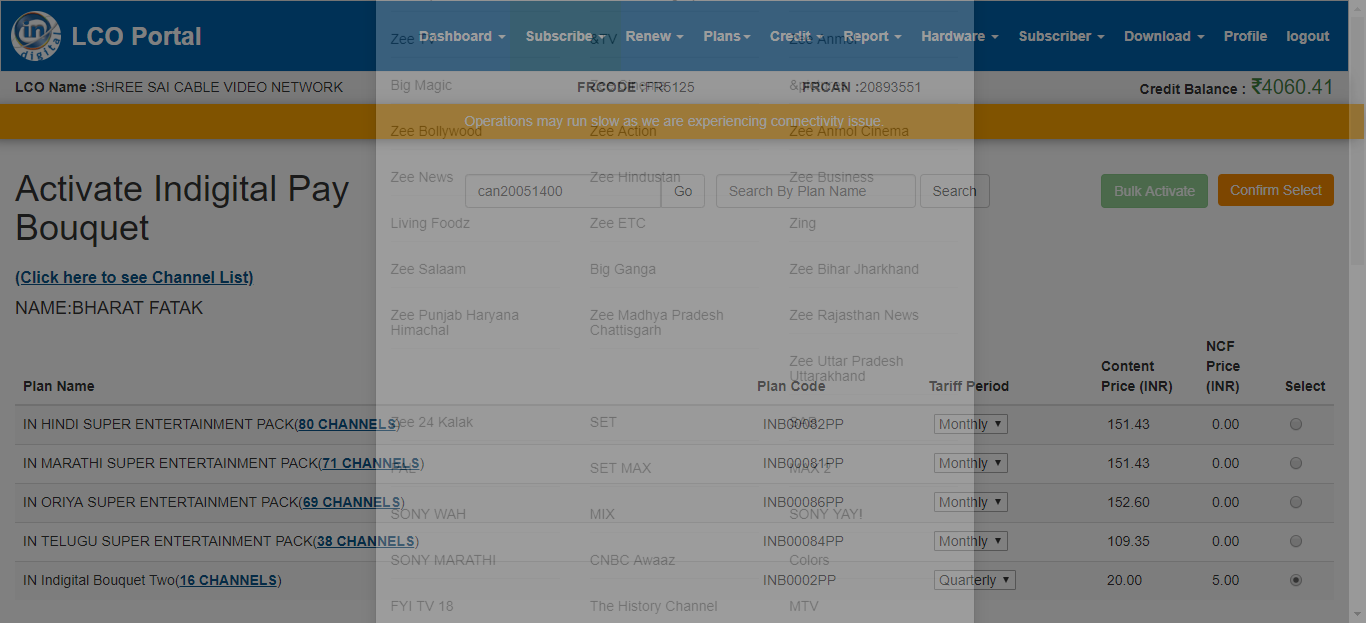 in digital
LCO Portal
Dashboard Subscribe Renew Plans Credit Report Hardware Subscriber Download Profile logout
Zee TV &TV Zee Anmol
LCO Name :SHREE SAI CABLE VIDEO NETWORK FRCODE :FR5125 FRCAN :20893551 Credit Balance : ₹4060.41
Big Magic
Operations may run slow as we are experiencing connectivity issue.
Zee Bollywood Zee Action Zee Anmol Cinema
Activate Indigital Pay
Bouquet
Zee News Zee Hindustan Zee Business
can20051400 Go Search By Plan Name Search Bulk Activate Confirm Select
Living Foodz Zee ETC Zing
(Click here to see Channel List)
Zee Salaam Big Ganga Zee Bihar Jharkhand
NAME:BHARAT FATAK
Zee Punjab Haryana
Himachal
Zee Madhya Pradesh
Chattisgarh
Zee Rajasthan News
Zee Uttar Pradesh
Uttarakhand
Plan Name Plan Code Tariff Period Content
Price (INR)
NCF
Price
(INR)
Select
Zee 24 Kalak SET SAB
IN HINDI SUPER ENTERTAINMENT PACK(80 CHANNELS) INB00082PP Monthly 151.43 0.00
PAL SET MAX MAX 2
IN MARATHI SUPER ENTERTAINMENT PACK(71 CHANNELS) INB00081PP Monthly 151.43 0.00
IN ORIYA SUPER ENTERTAINMENT PACK(69 CHANNELS) INB00086PP Monthly 152.60 0.00
SONY WAH MIX SONY YAY!
IN TELUGU SUPER ENTERTAINMENT PACK(38 CHANNELS) INB00084PP Monthly 109.35 0.00
SONY MARATHI CNBC Awaaz Colors
IN Indigital Bouquet Two(16 CHANNELS) INB0002PP Quarterly 20.00 5.00
FYI TV 18 The History Channel MTV